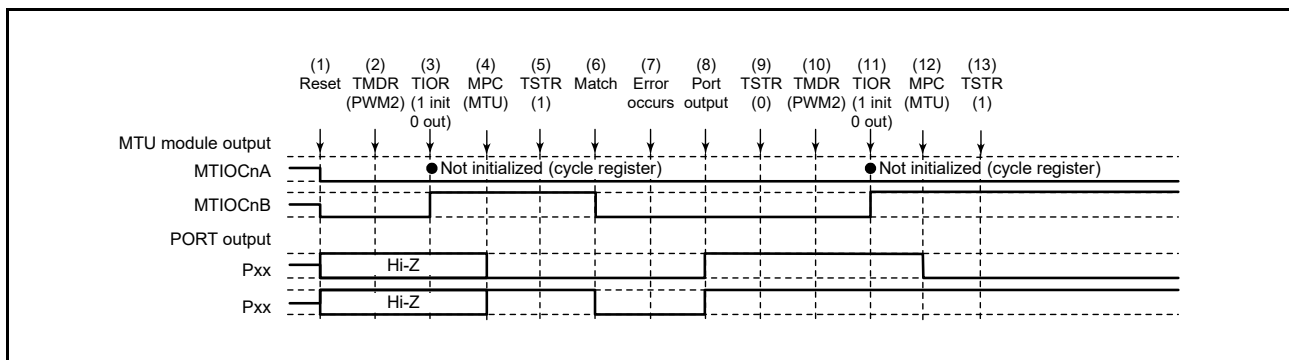 (1) (2) (3) (4) (5) (6) (7) (8) (9) (10) (11) (12) (13)
Reset TMDR TIOR MPC TSTR Match Error Port TSTR TMDR TIOR MPC TSTR
(PWM2) (1 init (MTU) (1) occurs output (0) (PWM2) (1 init (MTU) (1)
0 out) 0 out)
MTU module output
MTIOCnA Not initialized (cycle register) Not initialized (cycle register)
MTIOCnB
PORT output
Pxx Hi-Z
Pxx Hi-Z